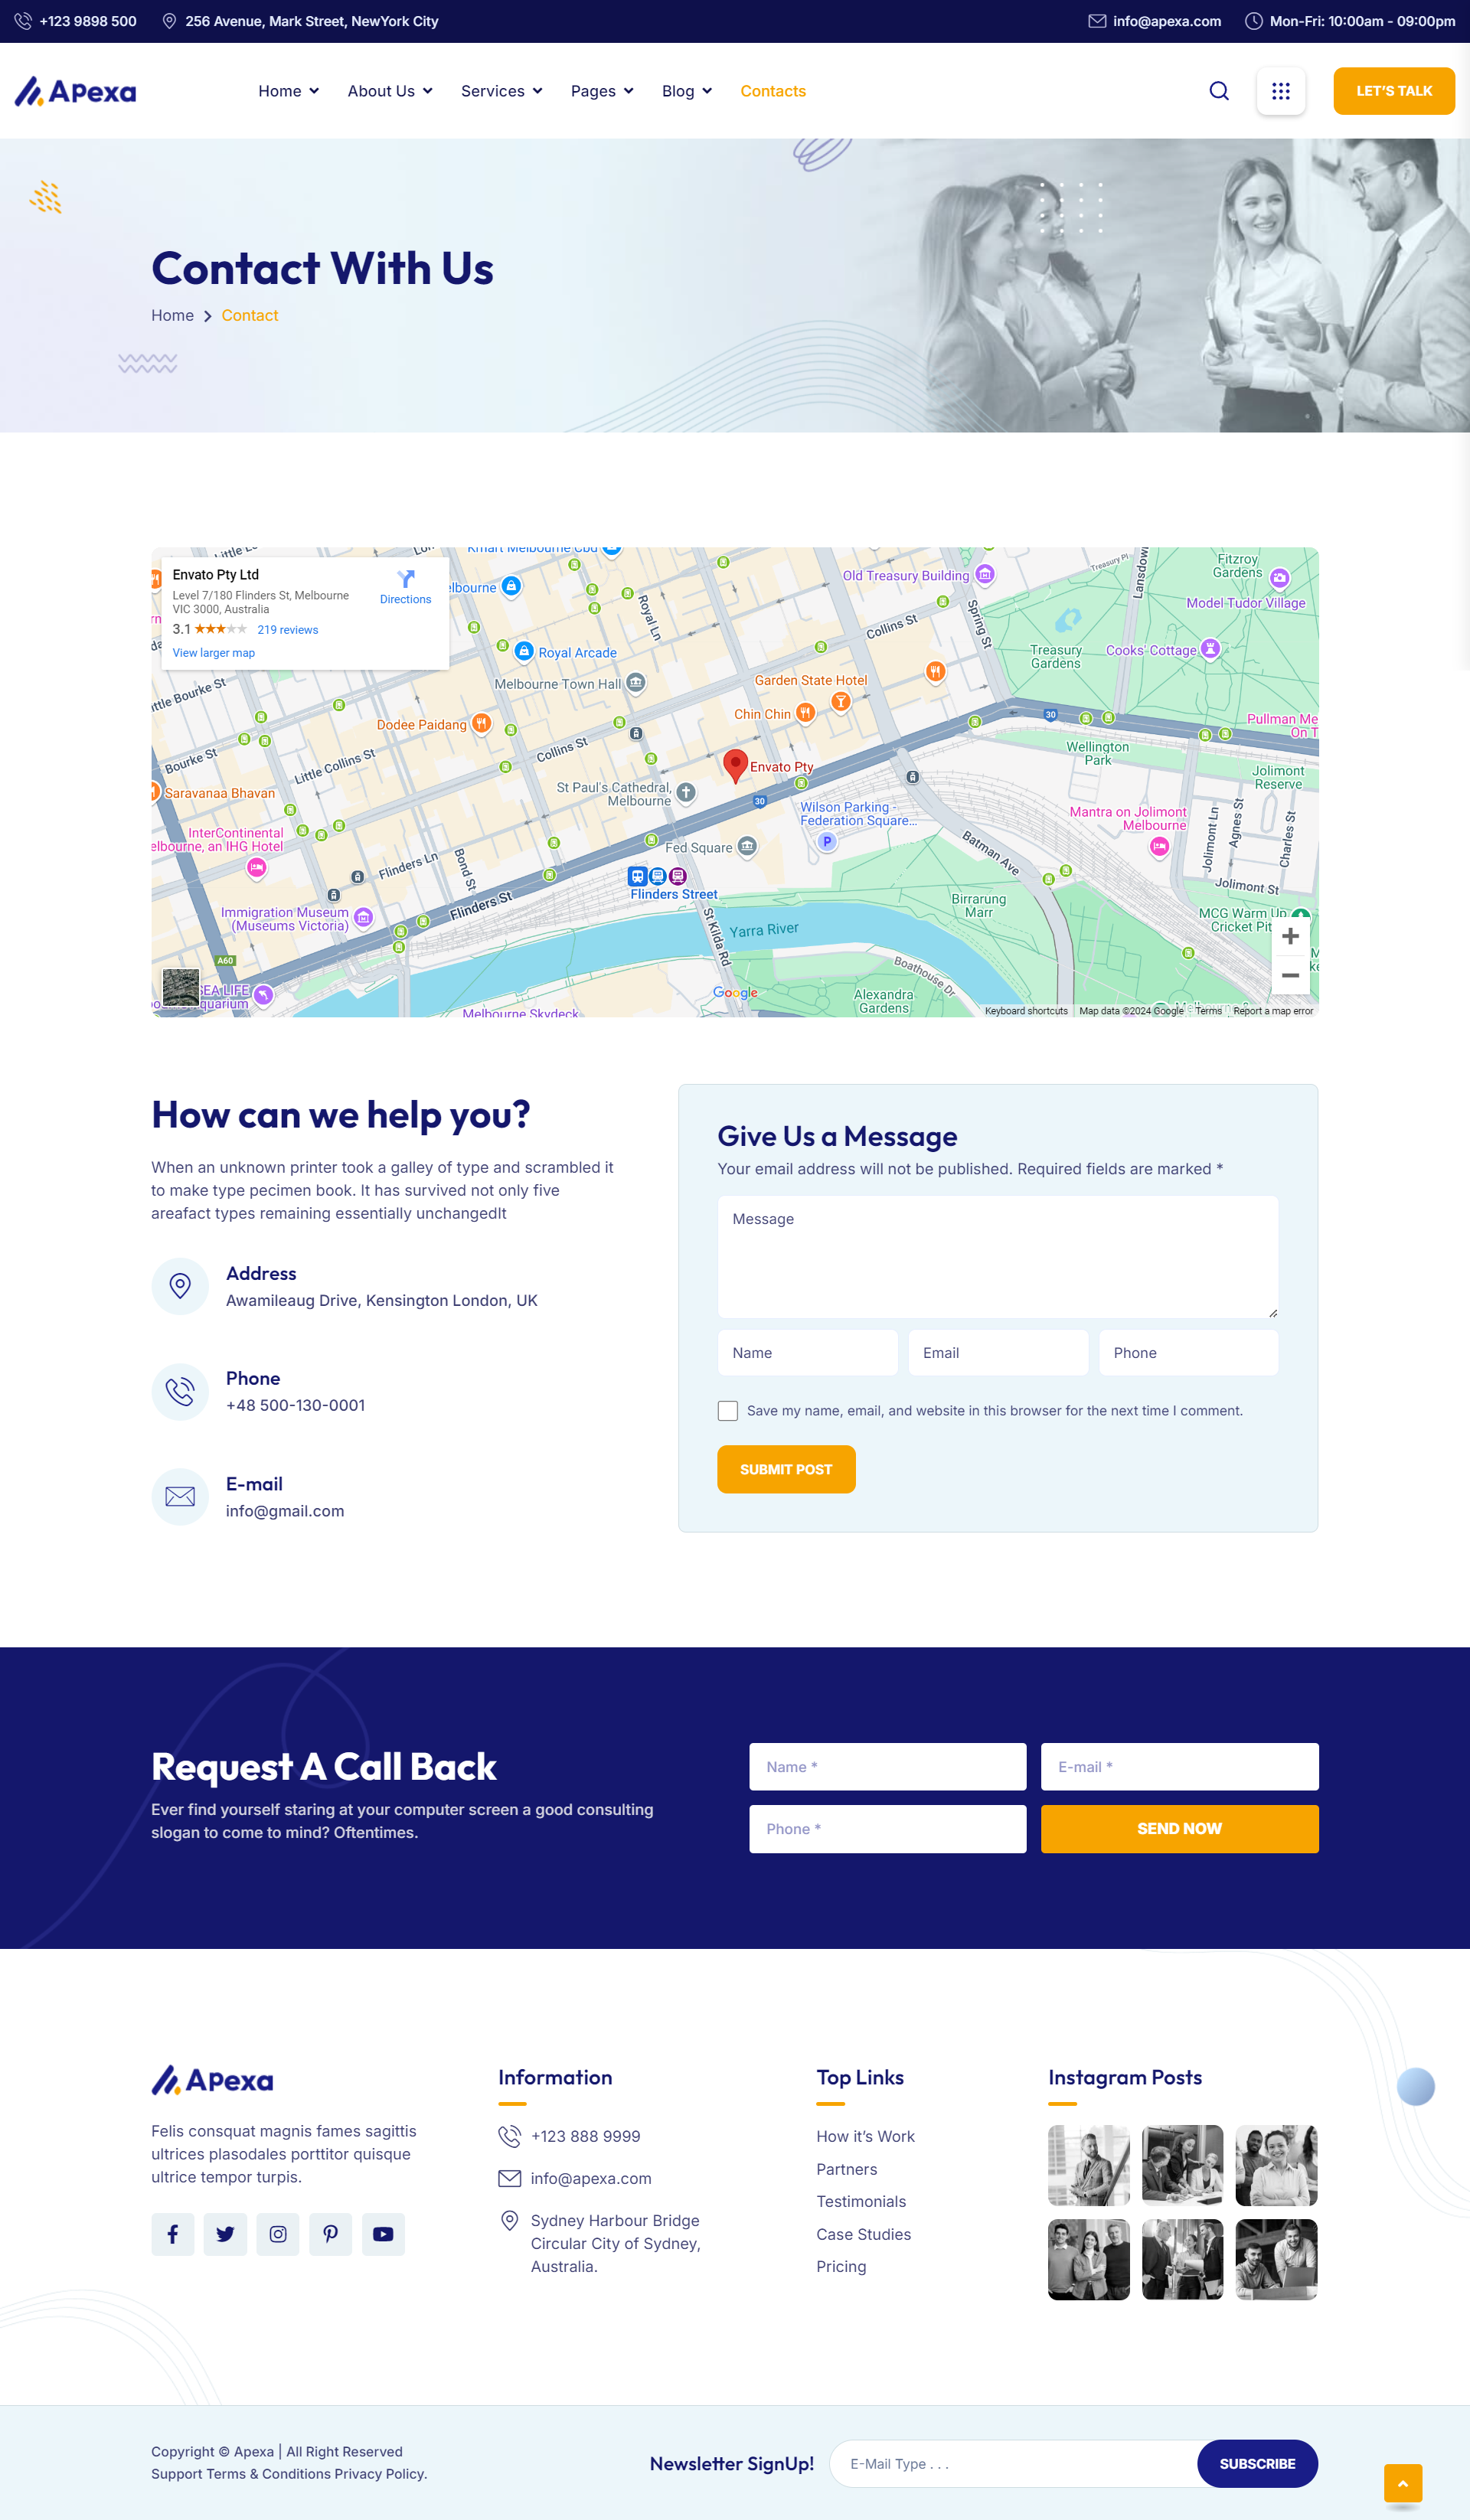 +123 9898 500
256 Avenue, Mark Street, NewYork City
info@apexa.com
Mon-Fri: 10:00am - 09:00pm
Apexa
Home
About Us
Services
Pages
Blog
Contacts
LET'S TALK
Contact With Us
Home
Contact
Envato Pty Ltd
Level 7/180 Flinders St, Melbourne
VIC 3000, Australia
Directions
3.1
219 reviews
View larger map
Kmart Melbourne Cbd
Royal Ln
Old Treasury Building
Treasury Pl
Lansdow
Fitzroy
Gardens
Model Tudor Village
Collins St
Spring St
Royal Arcade
Melbourne Town Hall
Treasury
Gardens
Cooks' Cottage
Garden State Hotel
Chin Chin
Dodee Paidang
Collins St
30
Pullman Me
On T
Wellington
Park
Jolimont
Reserve
ittle Bourke St
Bourke St
Little Collins St
Saravanaa Bhavan
Envato Pty
St Paul's Cathedral,
Melbourne
30
Wilson Parking -
Federation Square...
Mantra on Jolimont
Melbourne
Jolimont Ln
Agnes St
Charles St
InterContinental
elbourne, an IHG Hotel
Flinders Ln
Bond St
Fed Square
Batman Ave
Flinders Street
Flinders St
Jolimont St
Immigration Museum
(Museums Victoria)
Birrarung
Marr
MCG Warm Up
Cricket Pit
Yarra River
St Kilda Rd
Boathouse Dr
A60
SEA LIFE
Google
Alexandra
Gardens
Melbourne Skydeck
Keyboard shortcuts
Map data ©2024 Google
Terms
Report a map error
How can we help you?
When an unknown printer took a galley of type and scrambled it
to make type pecimen book. It has survived not only five
areafact types remaining essentially unchangedIt
Address
Awamileaug Drive, Kensington London, UK
Phone
+48 500-130-0001
E-mail
info@gmail.com
Give Us a Message
Your email address will not be published. Required fields are marked *
Message
Name
Email
Phone
Save my name, email, and website in this browser for the next time I comment.
SUBMIT POST
Request A Call Back
Ever find yourself staring at your computer screen a good consulting
slogan to come to mind? Oftentimes.
Name *
E-mail *
Phone *
SEND NOW
Apexa
Felis consquat magnis fames sagittis
ultrices plasodales porttitor quisque
ultrice tempor turpis.
Information
+123 888 9999
info@apexa.com
Sydney Harbour Bridge
Circular City of Sydney,
Australia.
Top Links
How it's Work
Partners
Testimonials
Case Studies
Pricing
Instagram Posts
Copyright © Apexa | All Right Reserved
Support Terms & Conditions Privacy Policy.
Newsletter SignUp!
E-Mail Type . . .
SUBSCRIBE